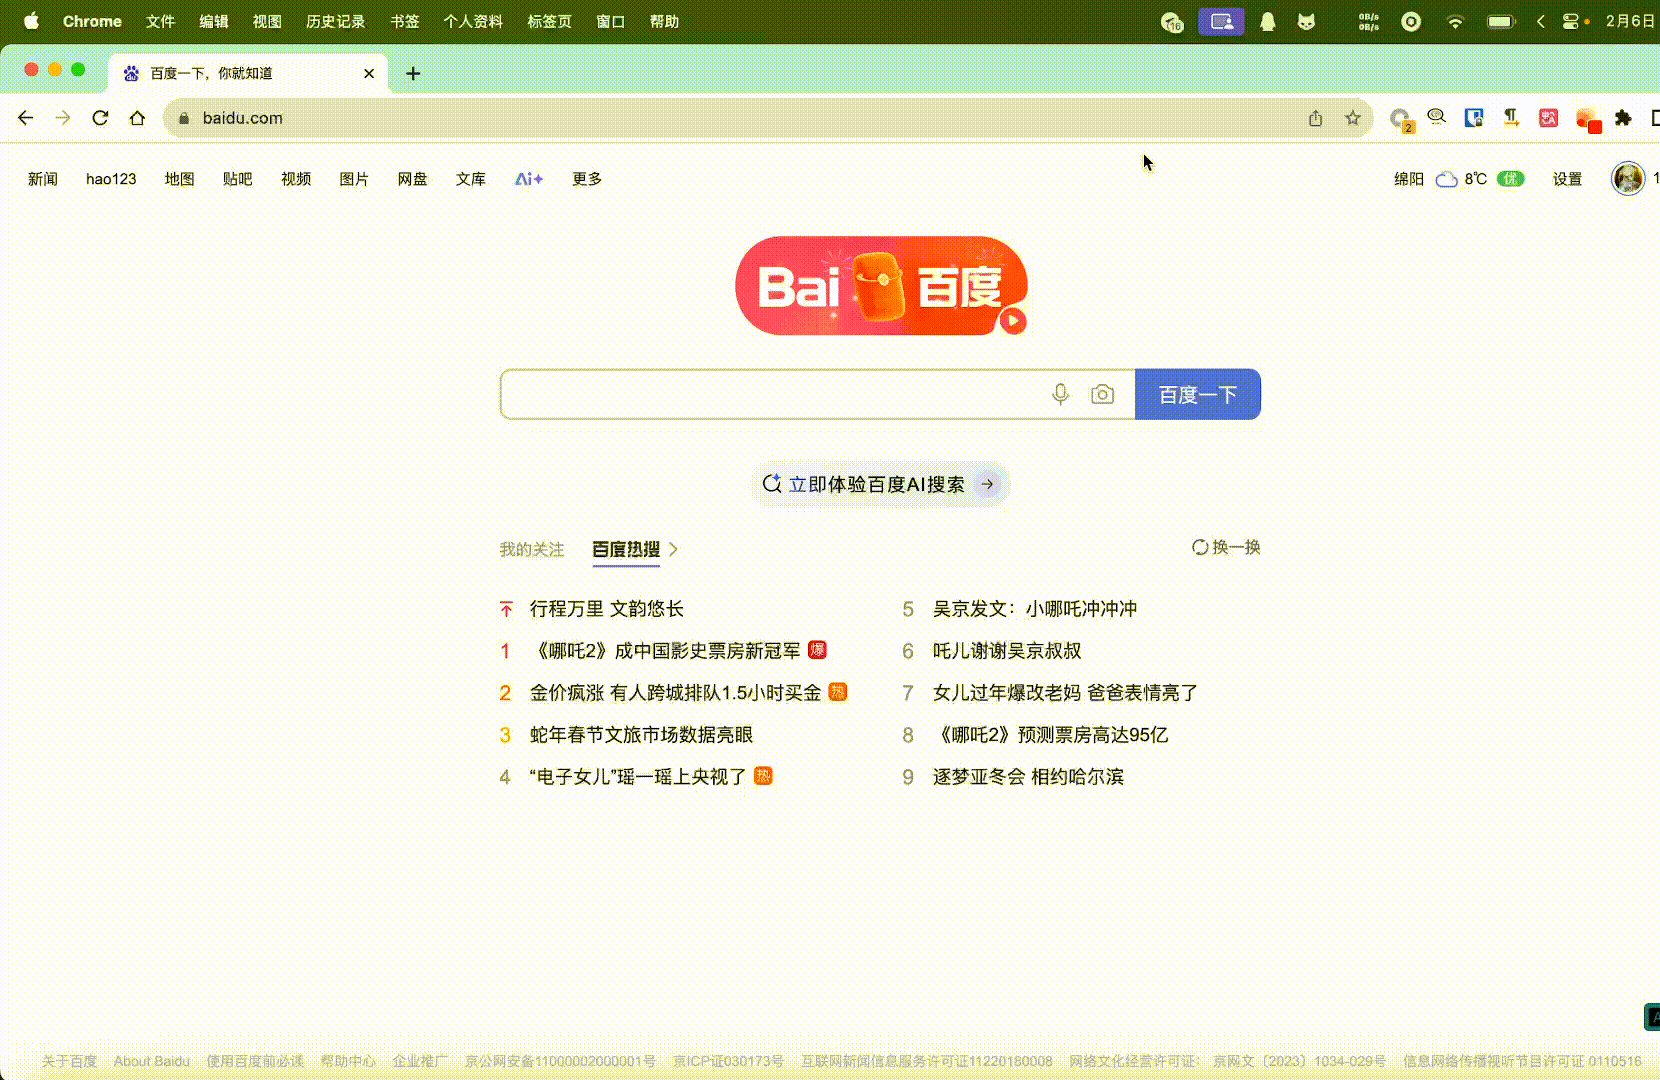 Chrome 文件 编辑 视图 历史记录 书签 个人资料 标签页 窗口 帮助 16 0B/s 0B/s 2月6日
百度一下，你就知道
baidu.com 2
新闻 hao123 地图 贴吧 视频 图片 网盘 文库 Ai+ 更多 绵阳 8℃ 优 设置 1
Bai 百度
百度一下
立即体验百度AI搜索
我的关注 百度热搜 换一换
行程万里 文韵悠长
1 《哪吒2》成中国影史票房新冠军 爆
2 金价疯涨 有人跨城排队1.5小时买金 热
3 蛇年春节文旅市场数据亮眼
4 “电子女儿”瑶一瑶上央视了 热
5 吴京发文：小哪吒冲冲冲
6 吒儿谢谢吴京叔叔
7 女儿过年爆改老妈 爸爸表情亮了
8 《哪吒2》预测票房高达95亿
9 逐梦亚冬会 相约哈尔滨
关于百度 About Baidu 使用百度前必读 帮助中心 企业推广 京公网安备11000002000001号 京ICP证030173号 互联网新闻信息服务许可证11220180008 网络文化经营许可证： 京网文〔2023〕1034-029号 信息网络传播视听节目许可证 0110516